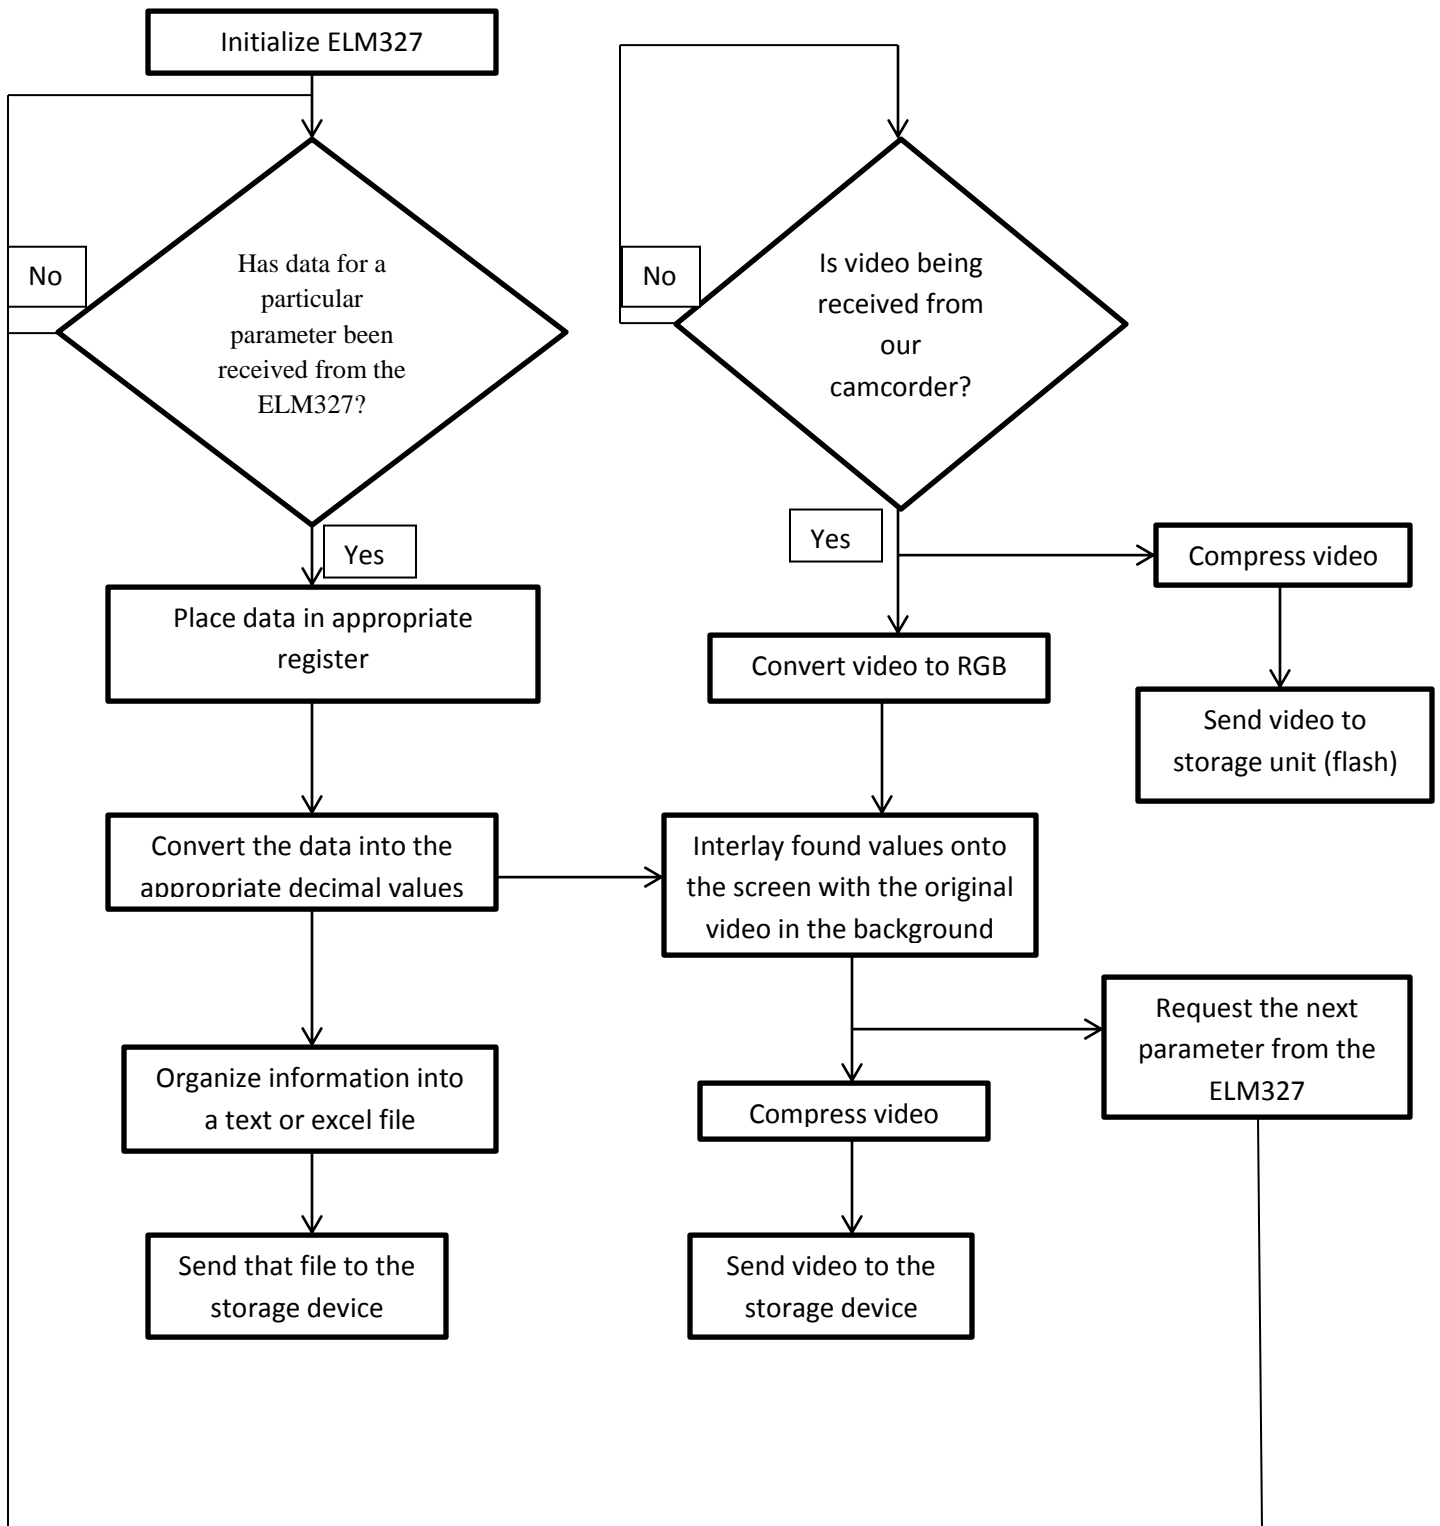 Initialize ELM327
Has data for a
particular
parameter been
received from the
ELM327?
No
Yes
Place data in appropriate
register
Convert the data into the
appropriate decimal values
Organize information into
a text or excel file
Send that file to the
storage device
Is video being
received from
our
camcorder?
No
Yes
Compress video
Send video to
storage unit (flash)
Convert video to RGB
Interlay found values onto
the screen with the original
video in the background
Request the next
parameter from the
ELM327
Compress video
Send video to the
storage device